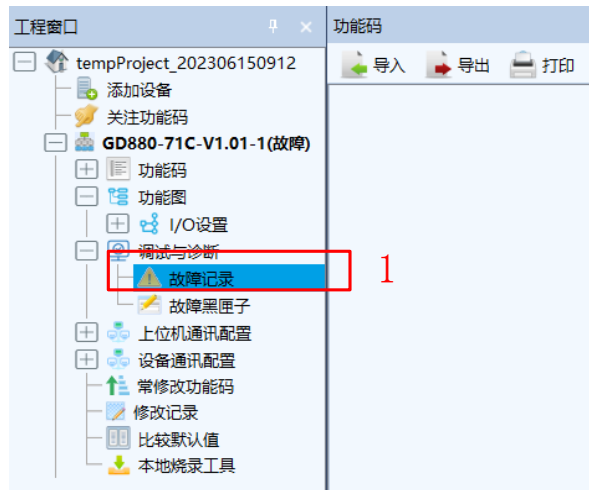 工程窗口
功能码
导入 导出 打印
tempProject_202306150912
添加设备
关注功能码
GD880-71C-V1.01-1(故障)
功能码
功能图
I/O设置
调试与诊断
故障记录
1
故障黑匣子
上位机通讯配置
设备通讯配置
常修改功能码
修改记录
比较默认值
本地烧录工具